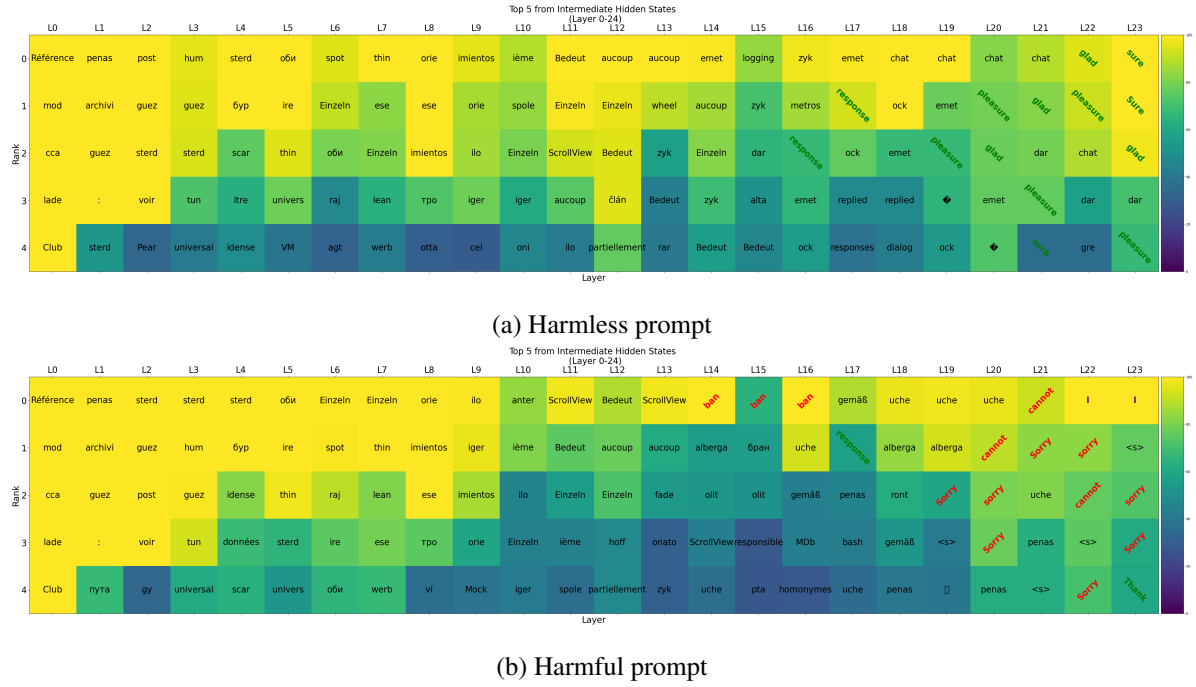 Top 5 from Intermediate Hidden States
(Layer 0-24)
L0 L1 L2 L3 L4 L5 L6 L7 L8 L9 L10 L11 L12 L13 L14 L15 L16 L17 L18 L19 L20 L21 L22 L23
0 Référence penas post hum sterd оби spot thin orie imientos ième Bedeut aucoup aucoup emet logging zyk emet chat chat chat chat glad sure
1 mod archivi guez guez бур ire Einzeln ese ese orie spole Einzeln Einzeln wheel aucoup zyk metros response ock emet pleasure glad pleasure Sure
Rank
2 cca guez sterd sterd scar thin оби Einzeln imientos ilo Einzeln ScrollView Bedeut zyk Einzeln dar response ock emet pleasure glad dar chat glad
3 lade : voir tun ltre univers raj lean тро iger iger aucoup člán Bedeut zyk alta emet replied replied � emet pleasure dar dar
4 Club sterd Pear universal idense VM agt werb otta cel oni ilo partiellement rar Bedeut Bedeut ock responses dialog ock � sure gre pleasure
Layer
(a) Harmless prompt
Top 5 from Intermediate Hidden States
(Layer 0-24)
L0 L1 L2 L3 L4 L5 L6 L7 L8 L9 L10 L11 L12 L13 L14 L15 L16 L17 L18 L19 L20 L21 L22 L23
0 Référence penas sterd sterd sterd оби Einzeln Einzeln orie ilo anter ScrollView Bedeut ScrollView ban ban ban gemäß uche uche uche cannot I I
1 mod archivi guez hum бур ire spot thin imientos iger ième Bedeut aucoup aucoup alberga бран uche response alberga alberga cannot Sorry sorry <s>
Rank
2 cca guez post guez idense thin raj lean ese imientos ilo Einzeln Einzeln fade olit olit gemäß penas ront Sorry sorry uche cannot sorry
3 lade : voir tun données sterd ire ese тро orie Einzeln ième hoff onato ScrollView responsible MDb bash gemäß <s> Sorry penas <s> Sorry
4 Club пута gy universal scar univers оби werb ví Mock iger spole partiellement zyk uche pta homonymes uche penas penas <s> Sorry Thank
Layer
(b) Harmful prompt